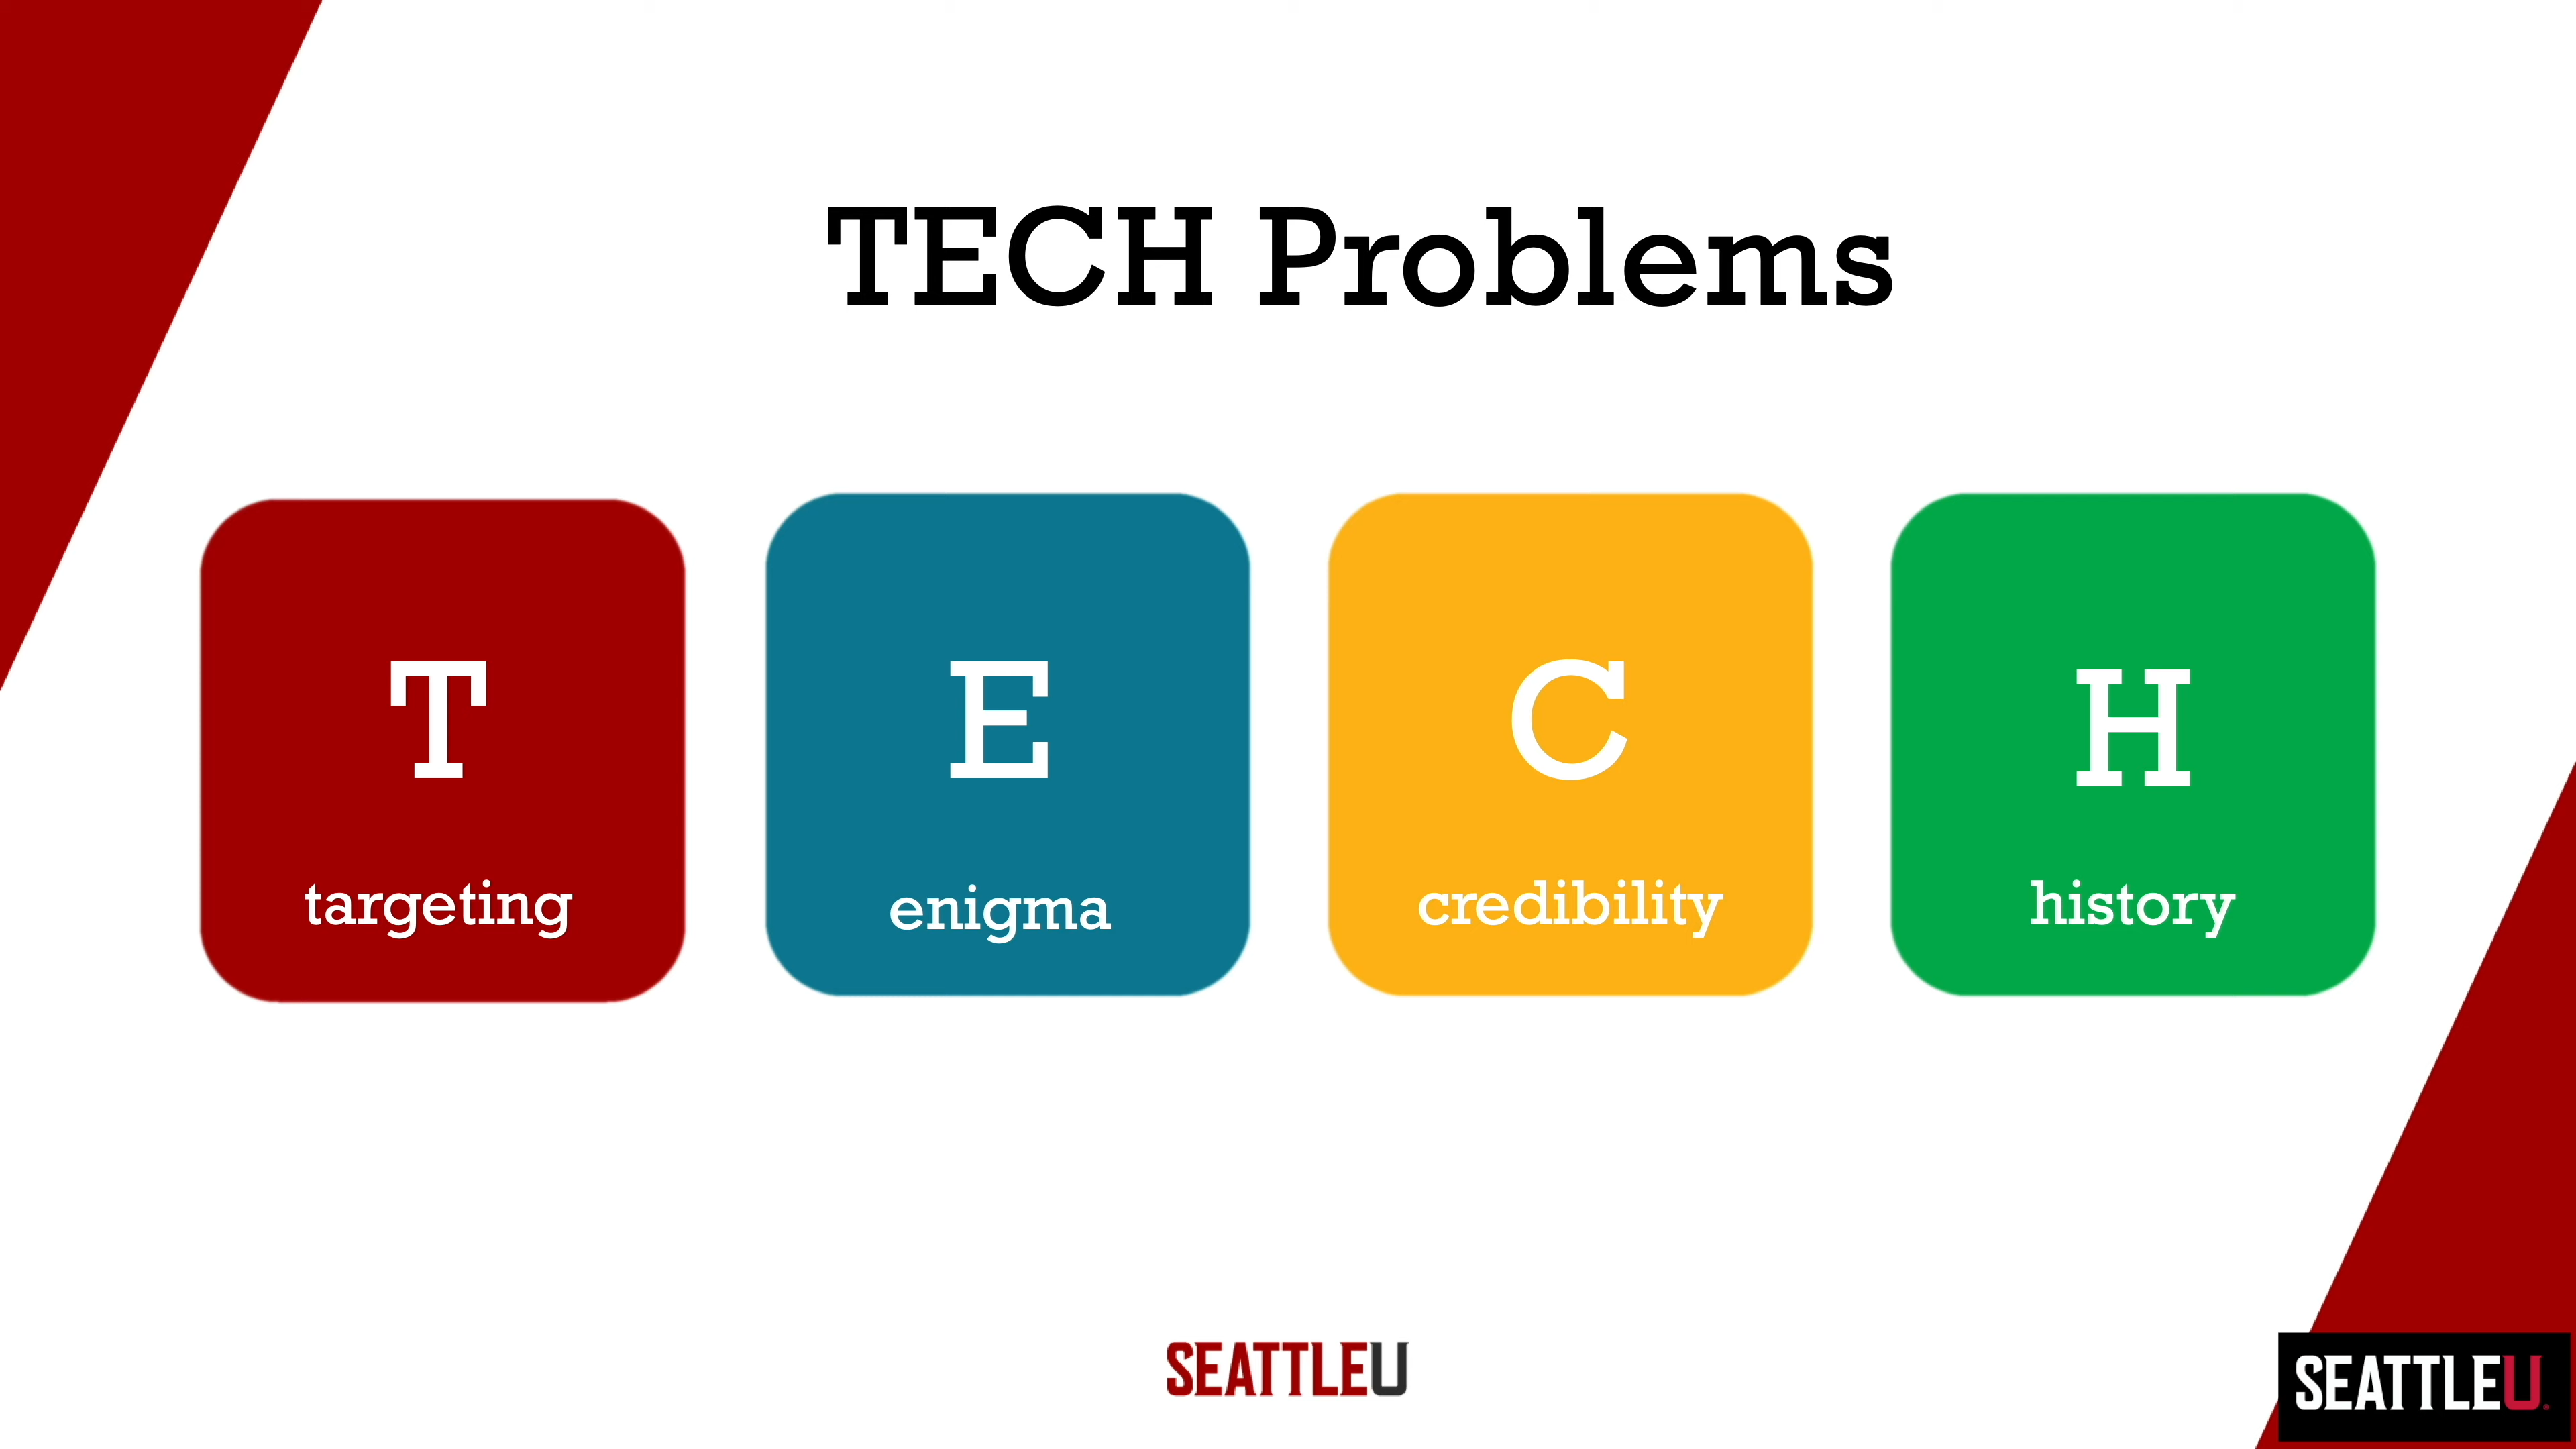 TECH Problems
T
targeting
E
enigma
C
credibility
H
history
SEATTLEU
SEATTLEU